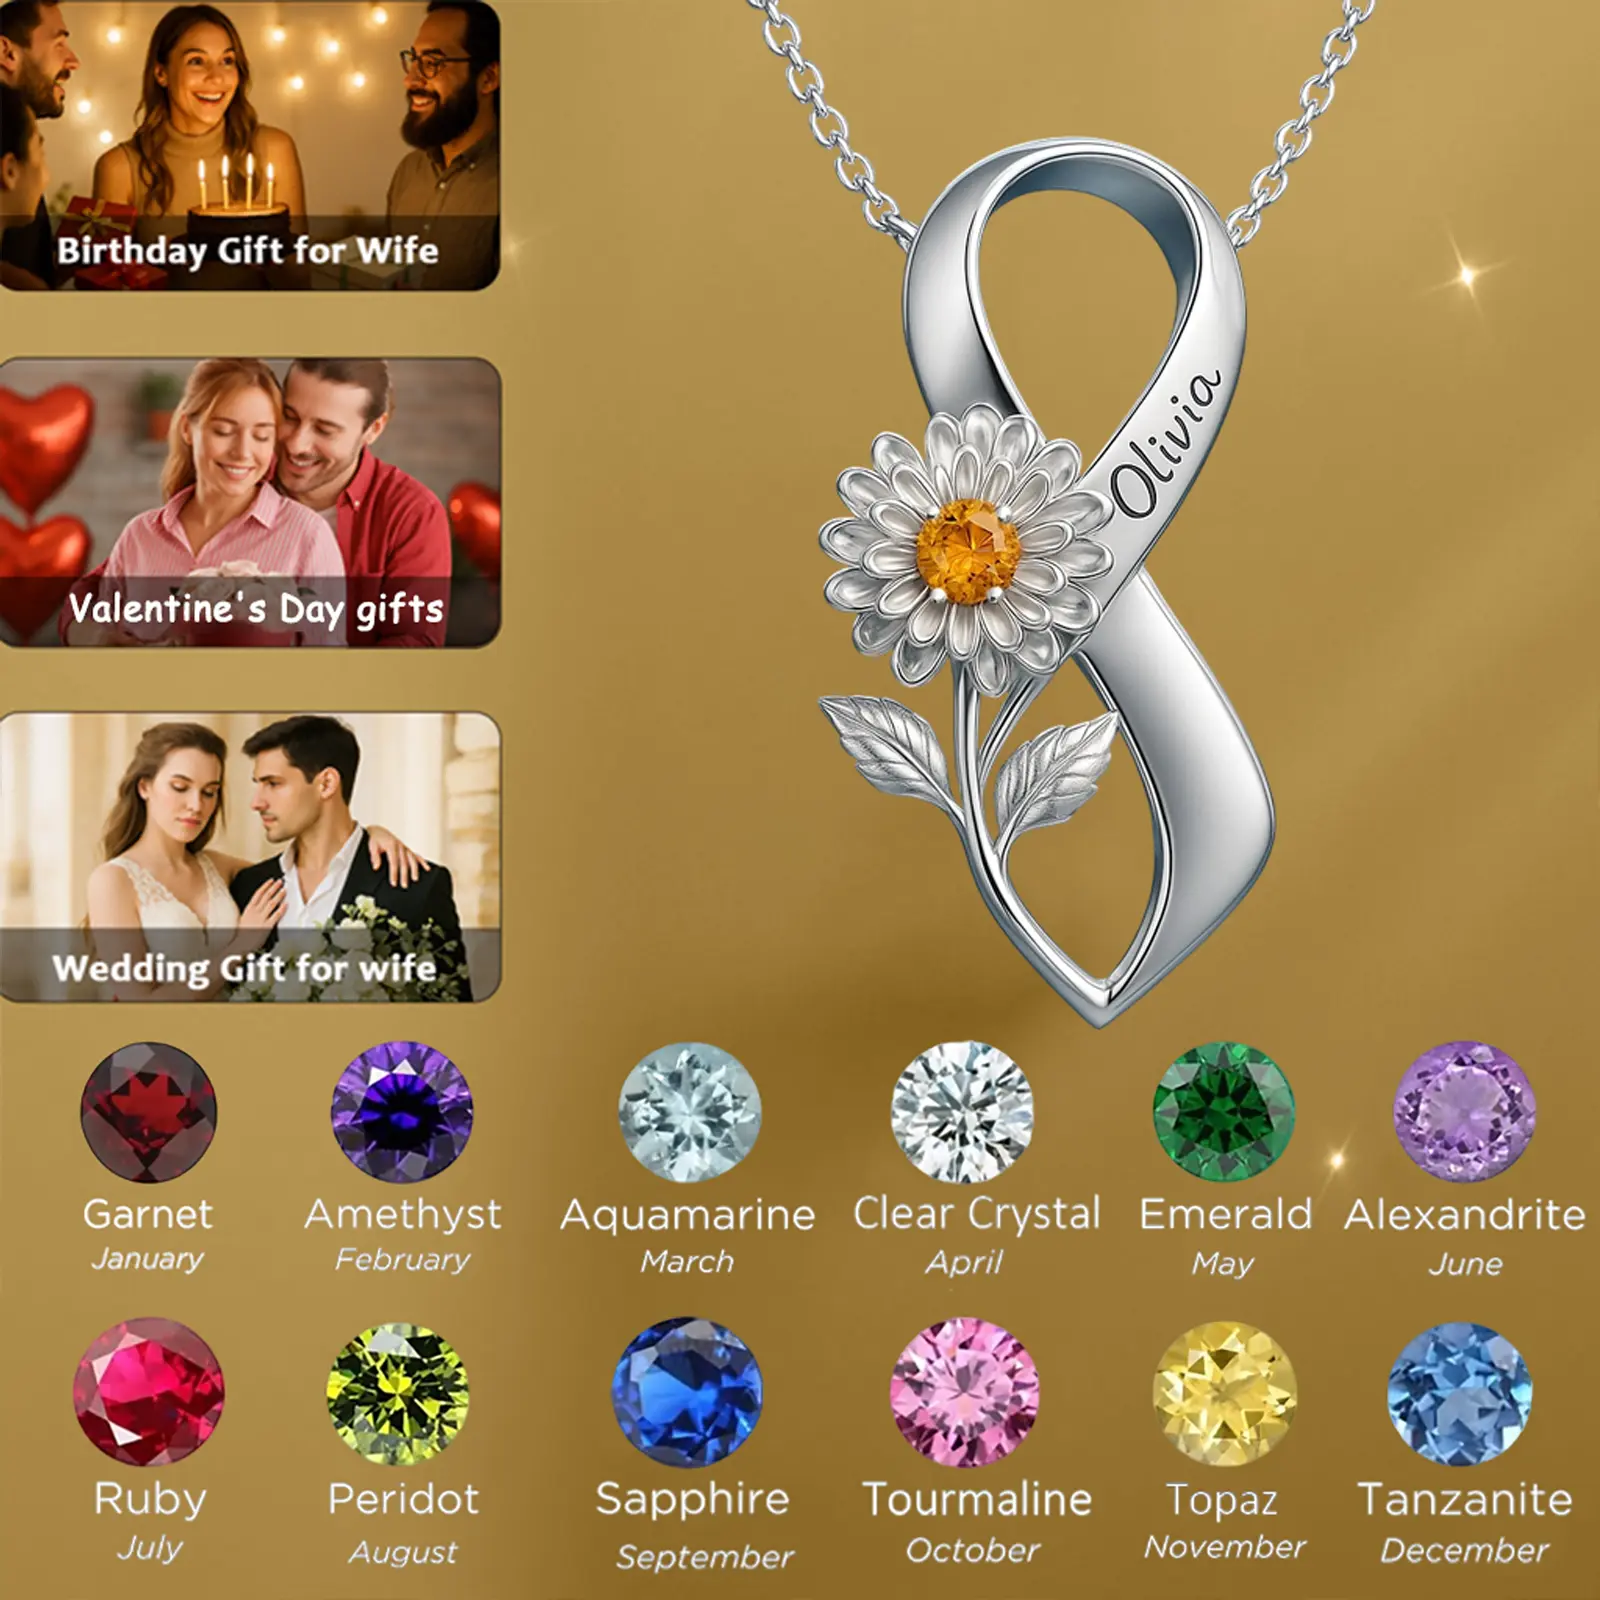 Birthday Gift for Wife
Olivia
Valentine's Day gifts
Wedding Gift for wife
Garnet
January
Amethyst
February
Aquamarine
March
Clear Crystal
April
Emerald
May
Alexandrite
June
Ruby
July
Peridot
August
Sapphire
September
Tourmaline
October
Topaz
November
Tanzanite
December